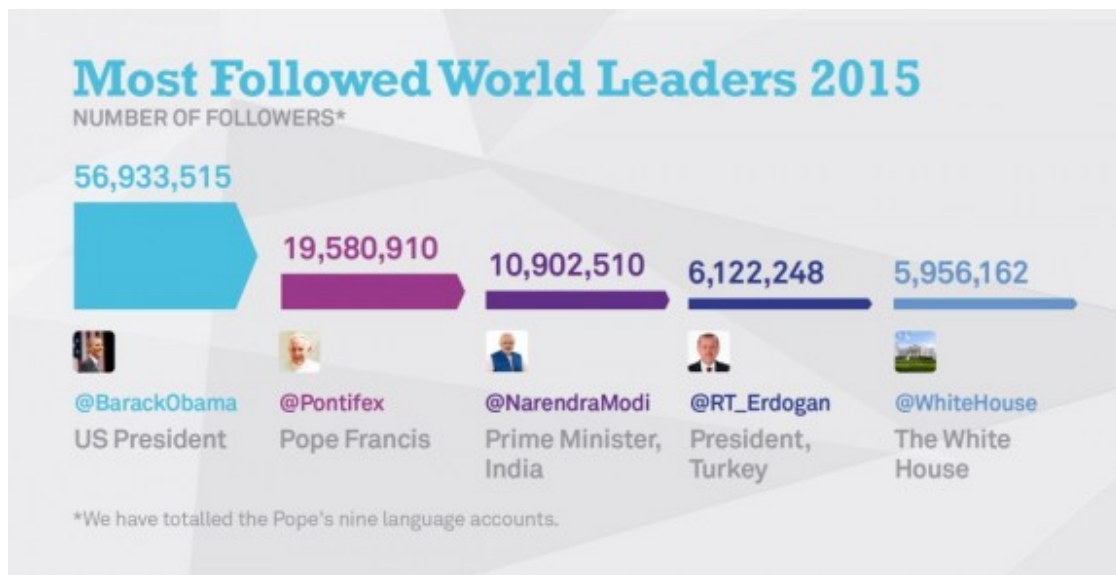 Most Followed World Leaders 2015
NUMBER OF FOLLOWERS*
56,933,515
19,580,910
10,902,510
6,122,248
5,956,162
@BarackObama
US President
@Pontifex
Pope Francis
@NarendraModi
Prime Minister,
India
@RT_Erdogan
President,
Turkey
@WhiteHouse
The White
House
*We have totalled the Pope's nine language accounts.